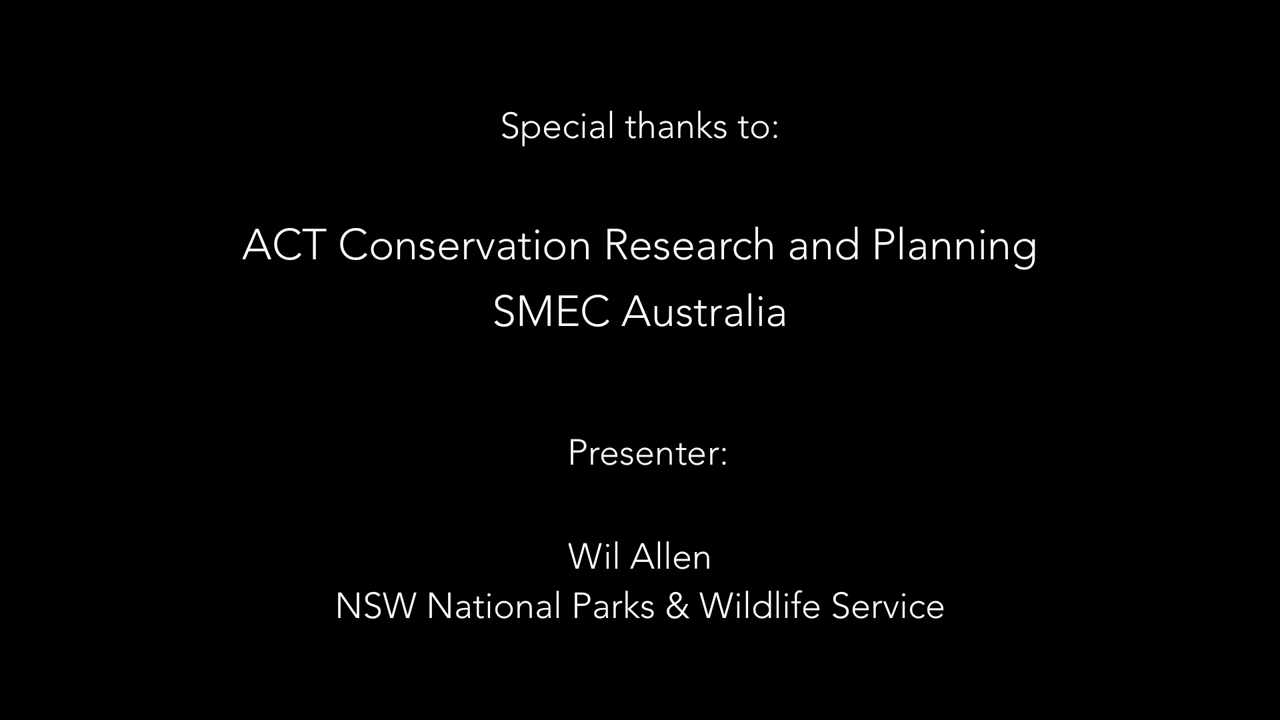 Special thanks to:
ACT Conservation Research and Planning
SMEC Australia
Presenter:
Wil Allen
NSW National Parks & Wildlife Service